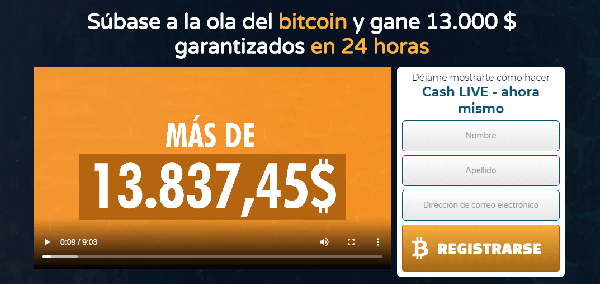 Súbase a la ola del bitcoin y gane 13.000 $
garantizados en 24 horas
MÁS DE
13.837,45$
0:09 / 9:03
Déjame mostrarte cómo hacer
Cash LIVE - ahora
mismo
Nombre
Apellido
Dirección de correo electrónico
REGISTRARSE